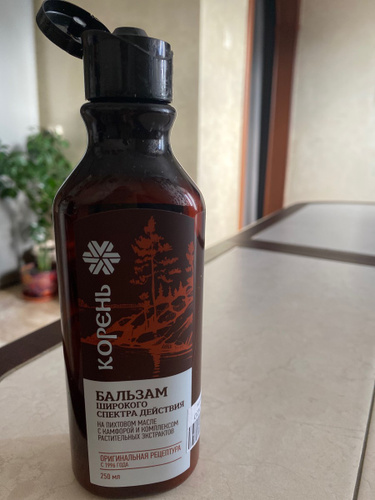 КОРЕНЬ
БАЛЬЗАМ
ШИРОКОГО
СПЕКТРА ДЕЙСТВИЯ
НА ПИХТОВОМ МАСЛЕ
С КАМФОРОЙ И КОМПЛЕКСОМ
РАСТИТЕЛЬНЫХ ЭКСТРАКТОВ
ОРИГИНАЛЬНАЯ РЕЦЕПТУРА
С 1996 ГОДА
250 мл